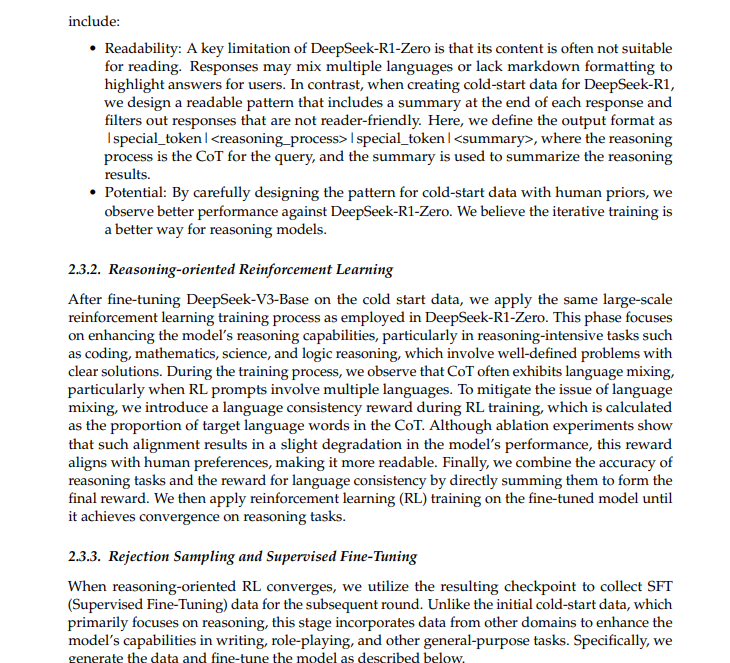 include:
• Readability: A key limitation of DeepSeek-R1-Zero is that its content is often not suitable
for reading. Responses may mix multiple languages or lack markdown formatting to
highlight answers for users. In contrast, when creating cold-start data for DeepSeek-R1,
we design a readable pattern that includes a summary at the end of each response and
filters out responses that are not reader-friendly. Here, we define the output format as
|special_token|<reasoning_process>|special_token|<summary>, where the reasoning
process is the CoT for the query, and the summary is used to summarize the reasoning
results.
• Potential: By carefully designing the pattern for cold-start data with human priors, we
observe better performance against DeepSeek-R1-Zero. We believe the iterative training is
a better way for reasoning models.
2.3.2. Reasoning-oriented Reinforcement Learning
After fine-tuning DeepSeek-V3-Base on the cold start data, we apply the same large-scale
reinforcement learning training process as employed in DeepSeek-R1-Zero. This phase focuses
on enhancing the model's reasoning capabilities, particularly in reasoning-intensive tasks such
as coding, mathematics, science, and logic reasoning, which involve well-defined problems with
clear solutions. During the training process, we observe that CoT often exhibits language mixing,
particularly when RL prompts involve multiple languages. To mitigate the issue of language
mixing, we introduce a language consistency reward during RL training, which is calculated
as the proportion of target language words in the CoT. Although ablation experiments show
that such alignment results in a slight degradation in the model's performance, this reward
aligns with human preferences, making it more readable. Finally, we combine the accuracy of
reasoning tasks and the reward for language consistency by directly summing them to form the
final reward. We then apply reinforcement learning (RL) training on the fine-tuned model until
it achieves convergence on reasoning tasks.
2.3.3. Rejection Sampling and Supervised Fine-Tuning
When reasoning-oriented RL converges, we utilize the resulting checkpoint to collect SFT
(Supervised Fine-Tuning) data for the subsequent round. Unlike the initial cold-start data, which
primarily focuses on reasoning, this stage incorporates data from other domains to enhance the
model's capabilities in writing, role-playing, and other general-purpose tasks. Specifically, we
generate the data and fine-tune the model as described below.